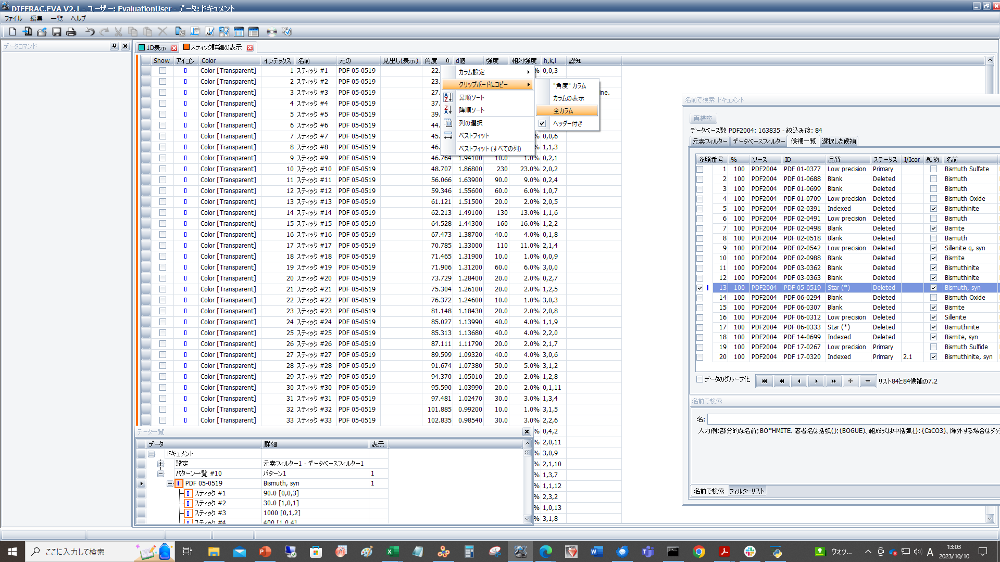 DIFFRAC.EVA V2.1 - ユーザー: EvaluationUser - データ: ドキュメント
ファイル 編集 一覧 ヘルプ
データコマンド
1D表示 スティック詳細の表示
Show アイコン Color インデックス 名前 元の 見出し(表示) 角度 d値 強度 相対強度 h,k,l 認知
Color [Transparent] 1 スティック #1 PDF 05-0519 22. % 0,0,3
Color [Transparent] 2 スティック #2 PDF 05-0519 23.
Color [Transparent] 3 スティック #3 PDF 05-0519 27. ine.
Color [Transparent] 4 スティック #4 PDF 05-0519 37.
Color [Transparent] 5 スティック #5 PDF 05-0519 39.
Color [Transparent] 6 スティック #6 PDF 05-0519 44.
Color [Transparent] 7 スティック #7 PDF 05-0519 45. 0,0,6
Color [Transparent] 8 スティック #8 PDF 05-0519 46. 1,1,3
Color [Transparent] 9 スティック #9 PDF 05-0519 46.764 1.94100 10.0 1.0% 0,2,1
Color [Transparent] 10 スティック #10 PDF 05-0519 48.707 1.86800 230 23.0% 2,0,2
Color [Transparent] 11 スティック #11 PDF 05-0519 56.066 1.63900 90.0 9.0% 0,2,4
Color [Transparent] 12 スティック #12 PDF 05-0519 59.346 1.55600 60.0 6.0% 1,0,7
Color [Transparent] 13 スティック #13 PDF 05-0519 61.121 1.51500 20.0 2.0% 2,0,5
Color [Transparent] 14 スティック #14 PDF 05-0519 62.213 1.49100 130 13.0% 1,1,6
Color [Transparent] 15 スティック #15 PDF 05-0519 64.528 1.44300 160 16.0% 1,2,2
Color [Transparent] 16 スティック #16 PDF 05-0519 67.473 1.38700 40.0 4.0% 0,1,8
Color [Transparent] 17 スティック #17 PDF 05-0519 70.785 1.33000 110 11.0% 2,1,4
Color [Transparent] 18 スティック #18 PDF 05-0519 71.465 1.31900 10.0 1.0% 0,0,9
Color [Transparent] 19 スティック #19 PDF 05-0519 71.906 1.31200 60.0 6.0% 3,0,0
Color [Transparent] 20 スティック #20 PDF 05-0519 73.729 1.28400 20.0 2.0% 0,2,7
Color [Transparent] 21 スティック #21 PDF 05-0519 75.304 1.26100 20.0 2.0% 1,2,5
Color [Transparent] 22 スティック #22 PDF 05-0519 76.372 1.24600 10.0 1.0% 3,0,3
Color [Transparent] 23 スティック #23 PDF 05-0519 81.148 1.18430 20.0 2.0% 2,0,8
Color [Transparent] 24 スティック #24 PDF 05-0519 85.027 1.13990 40.0 4.0% 1,1,9
Color [Transparent] 25 スティック #25 PDF 05-0519 85.313 1.13680 40.0 4.0% 2,2,0
Color [Transparent] 26 スティック #26 PDF 05-0519 87.111 1.11790 20.0 2.0% 2,1,7
Color [Transparent] 27 スティック #27 PDF 05-0519 89.599 1.09320 40.0 4.0% 3,0,6
Color [Transparent] 28 スティック #28 PDF 05-0519 91.674 1.07380 50.0 5.0% 3,1,2
Color [Transparent] 29 スティック #29 PDF 05-0519 94.370 1.05010 20.0 2.0% 1,2,8
Color [Transparent] 30 スティック #30 PDF 05-0519 95.590 1.03990 20.0 2.0% 0,1,11
Color [Transparent] 31 スティック #31 PDF 05-0519 97.481 1.02470 30.0 3.0% 1,3,4
Color [Transparent] 32 スティック #32 PDF 05-0519 101.885 0.99200 10.0 1.0% 3,1,5
Color [Transparent] 33 スティック #33 PDF 05-0519 102.835 0.98540 30.0 3.0% 2,2,6
% 0,4,2
% 2,0,11
% 3,0,9
% 2,1,10
% 1,3,7
% 1,1,12
% 2,3,2
% 1,0,13
% 3,1,8
カラム設定
クリップボードにコピー
昇順ソート
降順ソート
列の選択
ベストフィット
ベストフィット (すべての列)
"角度" カラム
カラムの表示
全カラム
ヘッダー付き
データ一覧
データ 詳細 表示
ドキュメント
設定 元素フィルター1 - データベースフィルター1
パターン一覧 #10 パターン1 1
PDF 05-0519 Bismuth, syn 1
スティック #1 90.0 [0,0,3]
スティック #2 30.0 [1,0,1]
スティック #3 1000 [0,1,2]
スティック #4 400 [1,0,4]
名前で検索 ドキュメント
再構築
データベース数 PDF2004: 163835 - 絞込み後: 84
元素フィルター データベースフィルター 候補一覧 選択した候補
参照番号 % ソース ID 品質 ステータス I/Icor 鉱物 名前
1 100 PDF2004 PDF 01-0377 Low precision Primary Bismuth Sulfate
2 100 PDF2004 PDF 01-0688 Blank Deleted Bismuth
3 100 PDF2004 PDF 01-0699 Blank Deleted Bismuth
4 100 PDF2004 PDF 01-0709 Low precision Deleted Bismuth Oxide
5 100 PDF2004 PDF 02-0391 Indexed Deleted Bismuthinite
6 100 PDF2004 PDF 02-0491 Low precision Deleted Bismuth
7 100 PDF2004 PDF 02-0498 Blank Deleted Bismite
8 100 PDF2004 PDF 02-0518 Blank Deleted Bismuth
9 100 PDF2004 PDF 02-0542 Low precision Deleted Sillenite q, syn
10 100 PDF2004 PDF 02-0988 Blank Deleted Bismite
11 100 PDF2004 PDF 03-0362 Blank Deleted Bismuthinite
12 100 PDF2004 PDF 03-0363 Blank Deleted Bismuthinite
13 100 PDF2004 PDF 05-0519 Star (*) Deleted Bismuth, syn
14 100 PDF2004 PDF 06-0294 Blank Deleted Bismuth Oxide
15 100 PDF2004 PDF 06-0307 Blank Deleted Bismite
16 100 PDF2004 PDF 06-0312 Low precision Deleted Sillenite
17 100 PDF2004 PDF 06-0333 Star (*) Deleted Bismuthinite
18 100 PDF2004 PDF 14-0699 Indexed Deleted Bismite, syn
19 100 PDF2004 PDF 17-0267 Low precision Primary Bismuth Sulfide
20 100 PDF2004 PDF 17-0320 Indexed Primary 2.1 Bismuthinite, syn
データのグループ化 リスト84と84候補の7.2
名前で検索
名:
入力例:部分的な名前; BO*HMITE、著者名は括弧(); (BOGUE)、組成式は中括弧{}; {CaCO3}、除外する場合はダッ
名前で検索 フィルターリスト
ここに入力して検索
ウォッ... A 13:03
2023/10/10